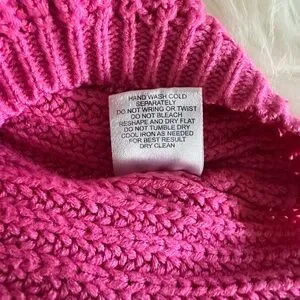 HAND WASH COLD
SEPARATELY
DO NOT WRING OR TWIST
DO NOT BLEACH
RESHAPE AND DRY FLAT
DO NOT TUMBLE DRY
COOL IRON AS NEEDED
FOR BEST RESULT
DRY CLEAN